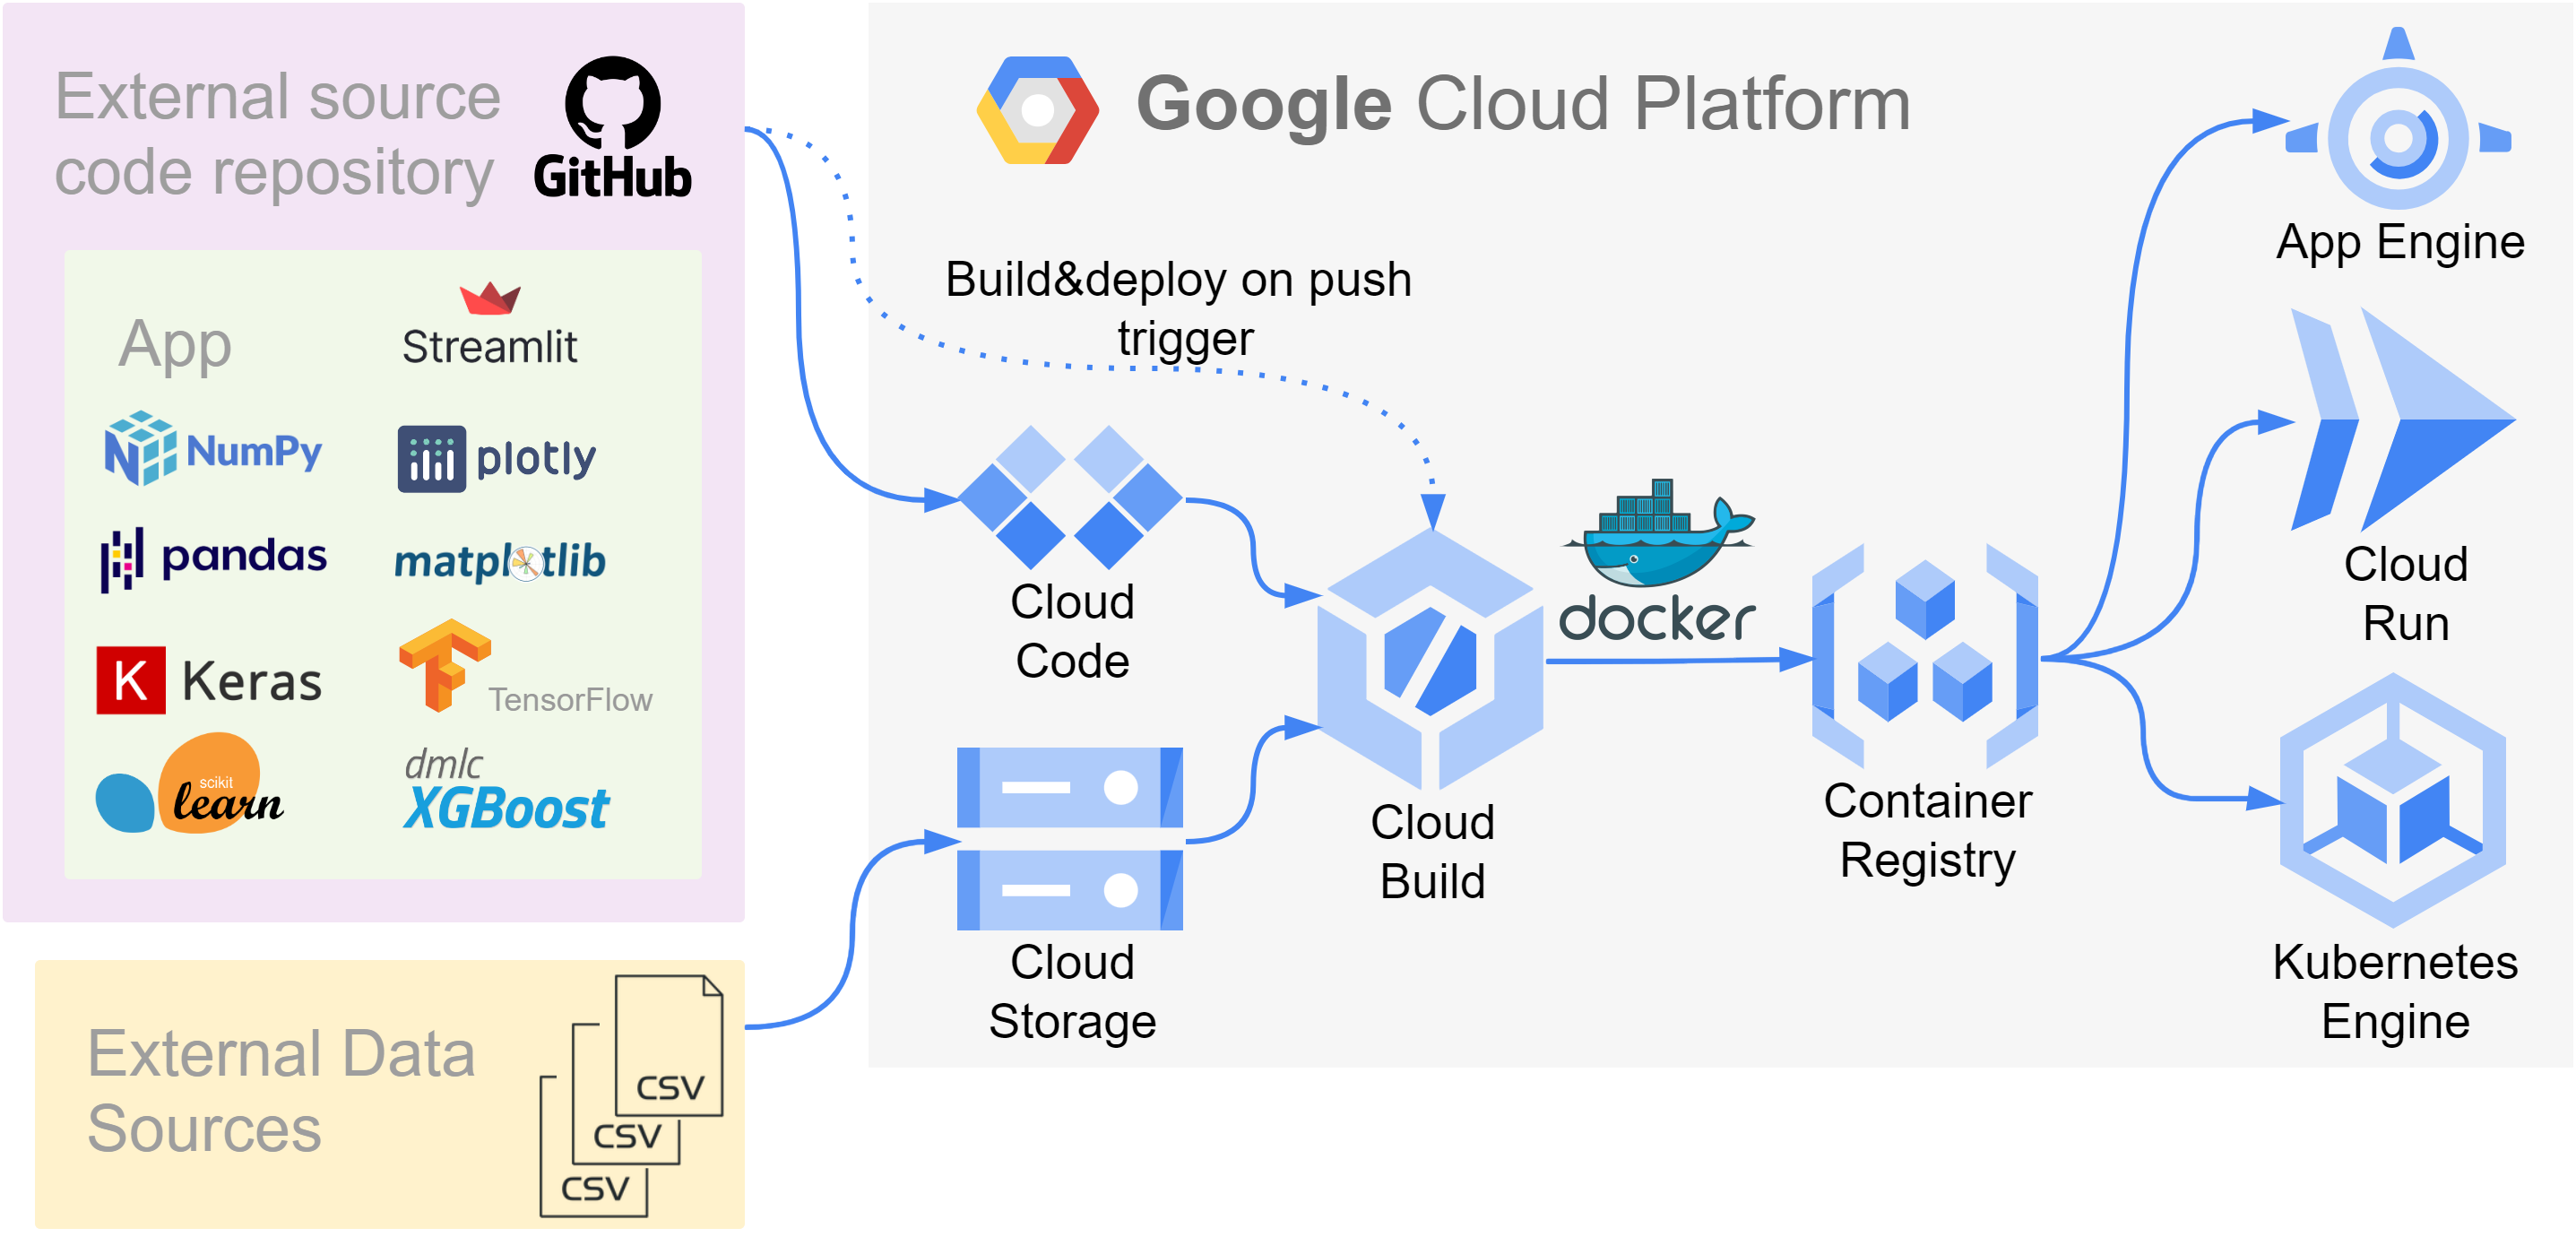 External source
code repository
GitHub
App
Streamlit
NumPy
plotly
pandas
matplotlib
K Keras
TensorFlow
scikit
learn
dmlc
XGBoost
External Data
Sources
CSV
CSV
CSV
Google Cloud Platform
Build&deploy on push
trigger
Cloud
Code
Cloud
Storage
Cloud
Build
docker
Container
Registry
App Engine
Cloud
Run
Kubernetes
Engine